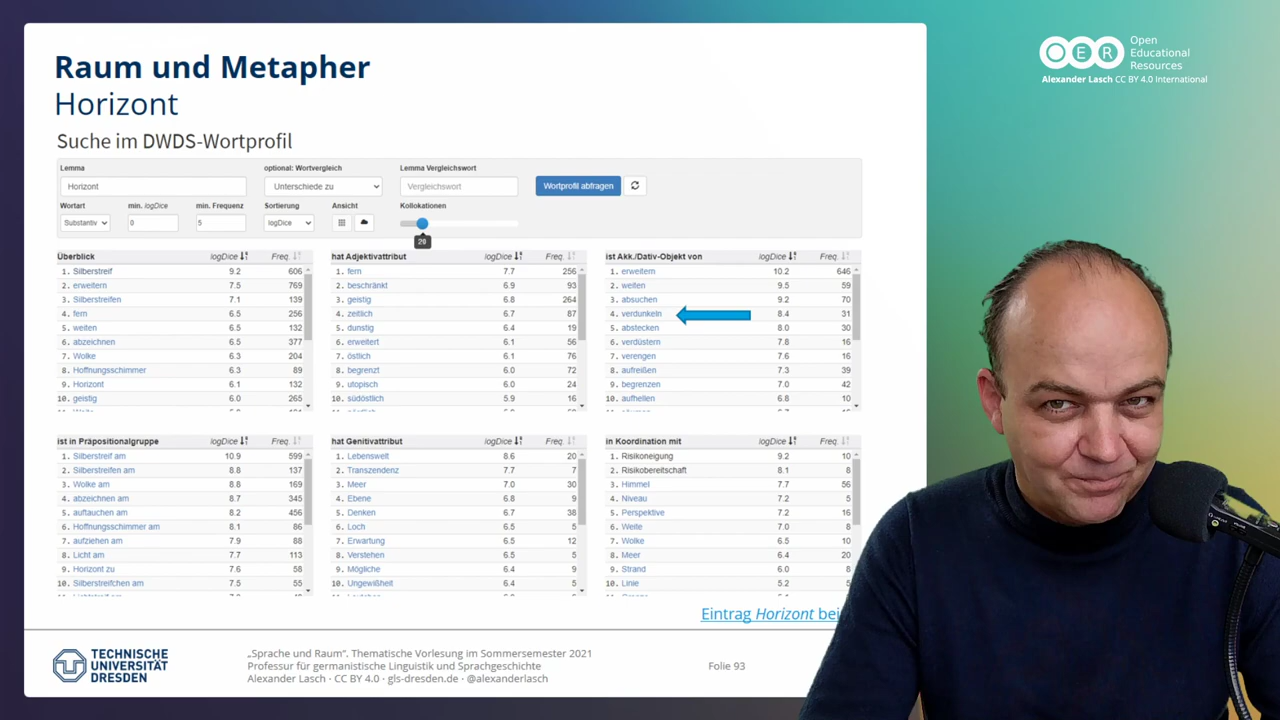 Raum und Metapher
Horizont
Suche im DWDS-Wortprofil
Lemma optional: Wortvergleich Lemma Vergleichswort
Horizont Unterschiede zu Vergleichswort Wortprofil abfragen
Wortart min. logDice min. Frequenz Sortierung Ansicht Kollokationen
Substantiv 0 5 logDice
20
Überblick logDice Freq.
1. Silberstreif 9.2 606
2. erweitern 7.5 769
3. Silberstreifen 7.1 139
4. fern 6.5 256
5. weiten 6.5 132
6. abzeichnen 6.5 377
7. Wolke 6.3 204
8. Hoffnungsschimmer 6.3 89
9. Horizont 6.1 132
10. geistig 6.0 265
hat Adjektivattribut logDice Freq.
1. fern 7.7 256
2. beschränkt 6.9 93
3. geistig 6.8 264
4. zeitlich 6.7 87
5. dunstig 6.4 19
6. erweitert 6.1 56
7. östlich 6.1 76
8. begrenzt 6.0 72
9. utopisch 6.0 24
10. südöstlich 5.9 16
ist Akk./Dativ-Objekt von logDice Freq.
1. erweitern 10.2 646
2. weiten 9.5 59
3. absuchen 9.2 70
4. verdunkeln 8.4 31
5. abstecken 8.0 30
6. verdüstern 7.8 16
7. verengen 7.6 16
8. aufreißen 7.3 39
9. begrenzen 7.0 42
10. aufhellen 6.8 10
ist in Präpositionalgruppe logDice Freq.
1. Silberstreif am 10.9 599
2. Silberstreifen am 8.8 137
3. Wolke am 8.8 169
4. abzeichnen am 8.7 345
5. auftauchen am 8.2 456
6. Hoffnungsschimmer am 8.1 86
7. aufziehen am 7.9 88
8. Licht am 7.7 113
9. Horizont zu 7.6 58
10. Silberstreifchen am 7.5 55
hat Genitivattribut logDice Freq.
1. Lebenswelt 8.6 20
2. Transzendenz 7.7 7
3. Meer 7.0 30
4. Ebene 6.8 9
5. Denken 6.7 38
6. Loch 6.5 5
7. Erwartung 6.5 12
8. Verstehen 6.5 5
9. Mögliche 6.4 9
10. Ungewißheit 6.4 5
in Koordination mit logDice Freq.
1. Risikoneigung 9.2 10
2. Risikobereitschaft 8.1 8
3. Himmel 7.7 56
4. Niveau 7.2 5
5. Perspektive 7.2 16
6. Weite 7.0 8
7. Wolke 6.5 10
8. Meer 6.4 20
9. Strand 6.0 8
10. Linie 5.2 5
Eintrag Horizont bei
TECHNISCHE
UNIVERSITÄT
DRESDEN
„Sprache und Raum“. Thematische Vorlesung im Sommersemester 2021
Professur für germanistische Linguistik und Sprachgeschichte
Alexander Lasch · CC BY 4.0 · gls-dresden.de · @alexanderlasch
Folie 93
OER
Open
Educational
Resources
Alexander Lasch CC BY 4.0 International